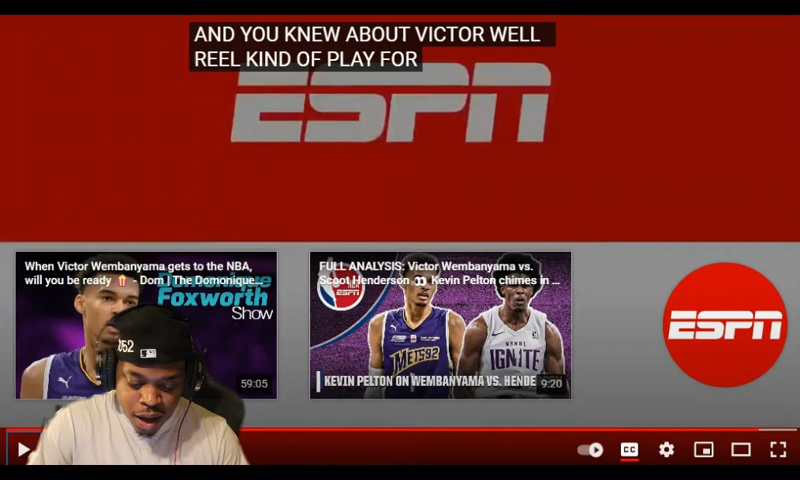 AND YOU KNEW ABOUT VICTOR WELL
REEL KIND OF PLAY FOR
ESPN
When Victor Wembanyama gets to the NBA,
will you be ready 🍿 - Dom | The Domonique...
Foxworth
Show
59:05
FULL ANALYSIS: Victor Wembanyama vs.
Scoot Henderson 👀 Kevin Pelton chimes in ...
ESPN
METS92
IGNITE
KEVIN PELTON ON WEMBANYAMA VS. HENDE
9:20
ESPN
CC